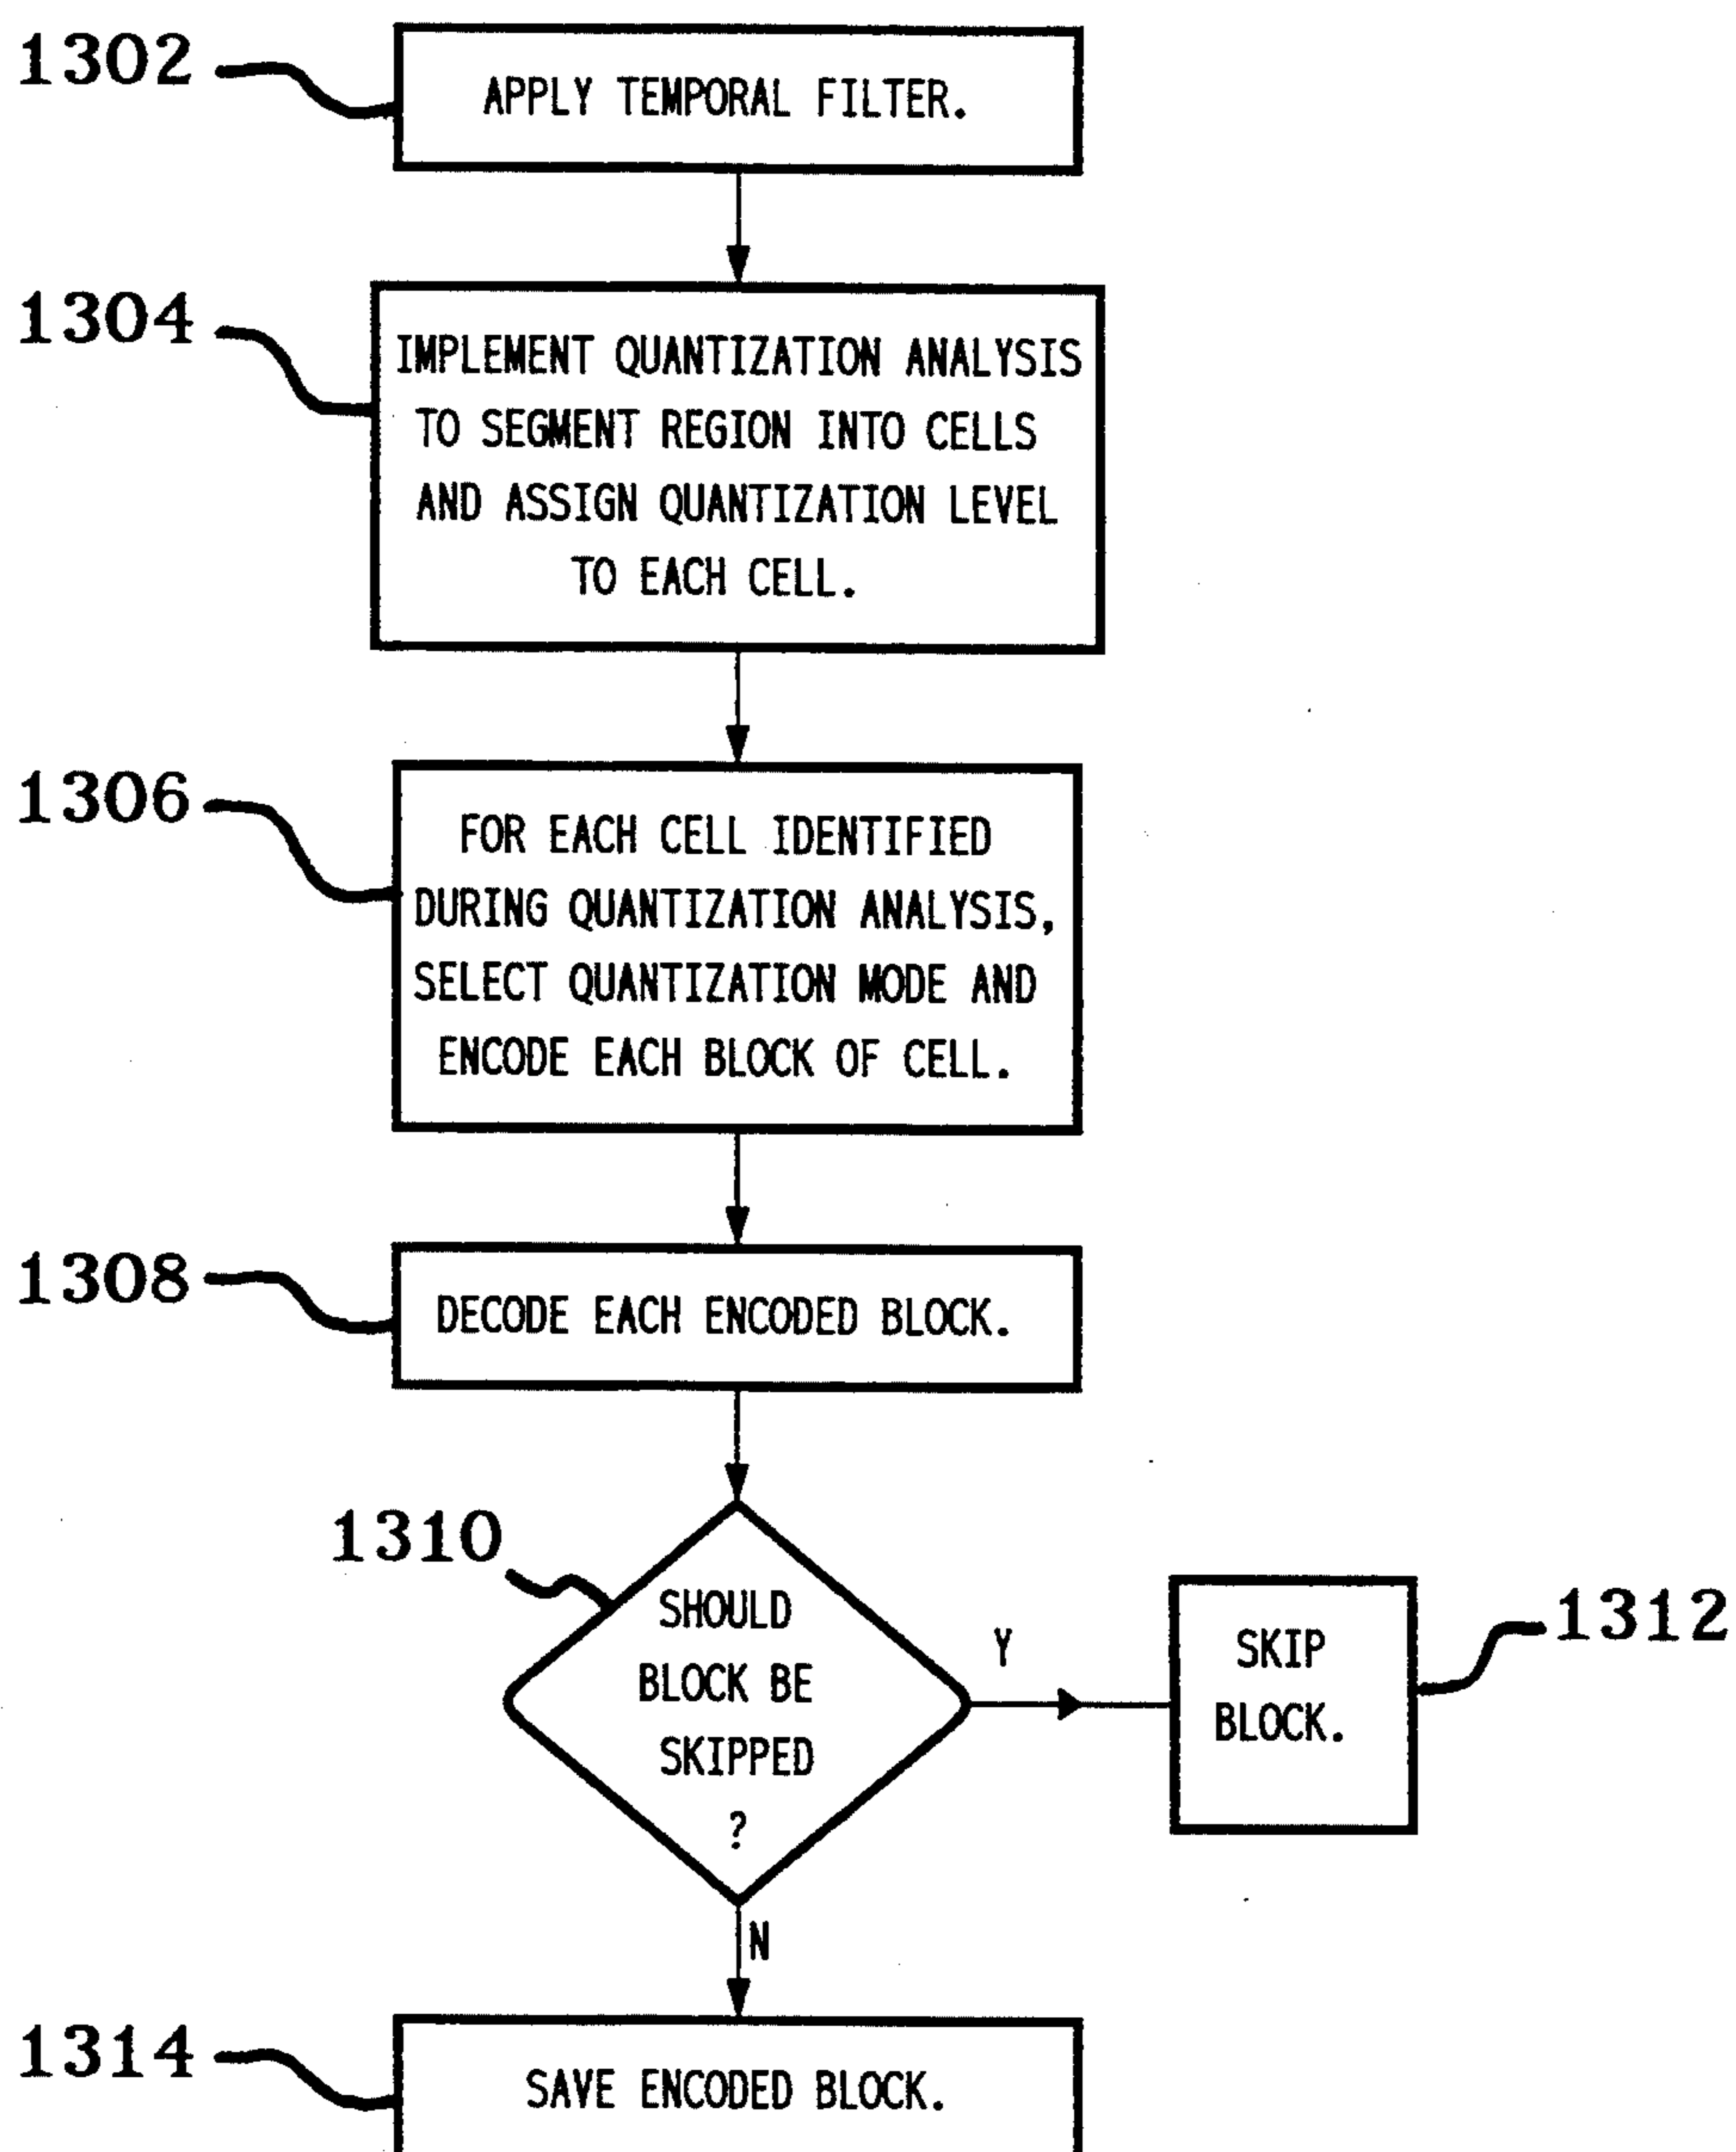 1302
APPLY TEMPORAL FILTER.
1304
IMPLEMENT QUANTIZATION ANALYSIS
TO SEGMENT REGION INTO CELLS
AND ASSIGN QUANTIZATION LEVEL
TO EACH CELL.
1306
FOR EACH CELL IDENTIFIED
DURING QUANTIZATION ANALYSIS,
SELECT QUANTIZATION MODE AND
ENCODE EACH BLOCK OF CELL.
1308
DECODE EACH ENCODED BLOCK.
1310
SHOULD
BLOCK BE
SKIPPED
?
Y
SKIP
BLOCK.
1312
N
1314
SAVE ENCODED BLOCK.